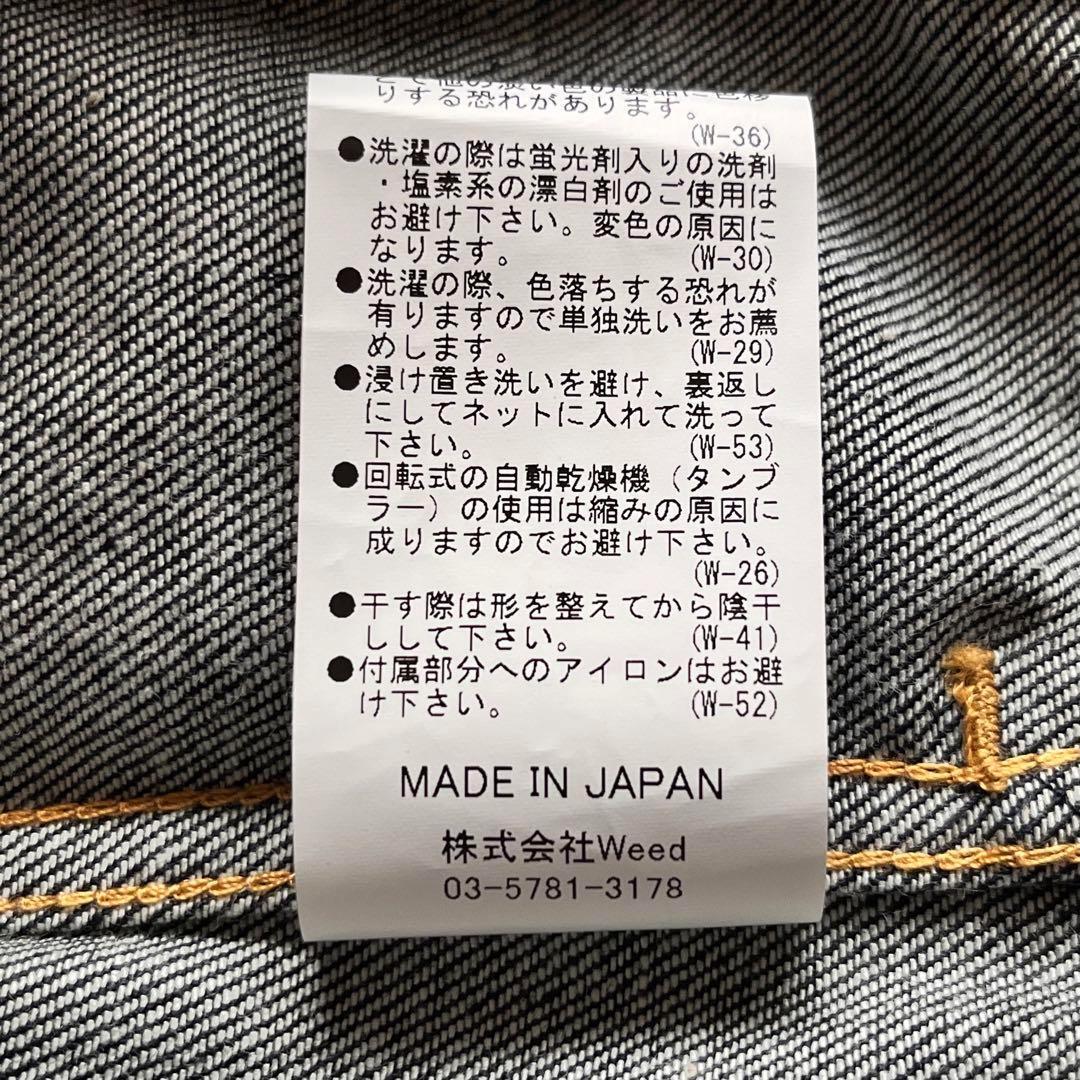 りする恐れがあります。
(W-36)
●洗濯の際は蛍光剤入りの洗剤
・塩素系の漂白剤のご使用は
お避け下さい。変色の原因に
なります。 (W-30)
●洗濯の際、色落ちする恐れが
有りますので単独洗いをお薦
めします。 (W-29)
●浸け置き洗いを避け、裏返し
にしてネットに入れて洗って
下さい。 (W-53)
●回転式の自動乾燥機（タンブ
ラー）の使用は縮みの原因に
成りますのでお避け下さい。
(W-26)
●干す際は形を整えてから陰干
しして下さい。 (W-41)
●付属部分へのアイロンはお避
け下さい。 (W-52)
MADE IN JAPAN
株式会社Weed
03-5781-3178